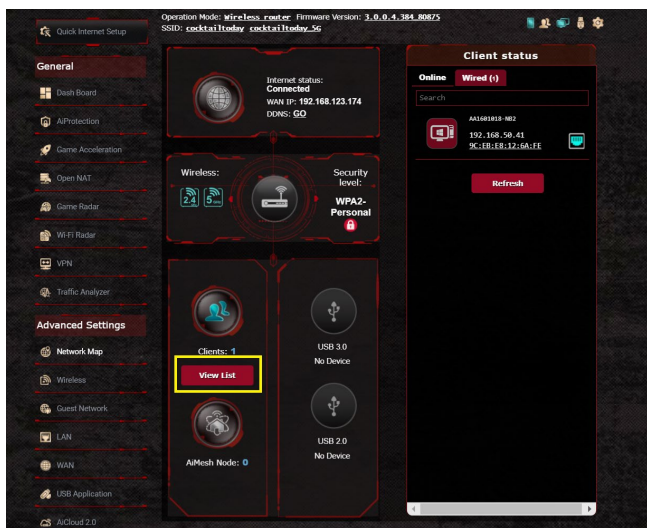 Operation Mode: Wireless router Firmware Version: 3.0.0.4.384_80875
SSID: cocktailtoday cocktailtoday_5G
Quick Internet Setup
General
Dash Board
AiProtection
Game Acceleration
Open NAT
Game Radar
Wi-Fi Radar
VPN
Traffic Analyzer
Advanced Settings
Network Map
Wireless
Guest Network
LAN
WAN
USB Application
AiCloud 2.0
Internet status:
Connected
WAN IP: 192.168.123.174
DDNS: GO
Wireless:
2.4
5
Security
level:
WPA2-
Personal
Clients: 1
View List
AiMesh Node: 0
USB 3.0
No Device
USB 2.0
No Device
Client status
Online Wired (1)
Search
AA1601018-NB2
192.168.50.41
9C:EB:E8:12:6A:FE
Refresh